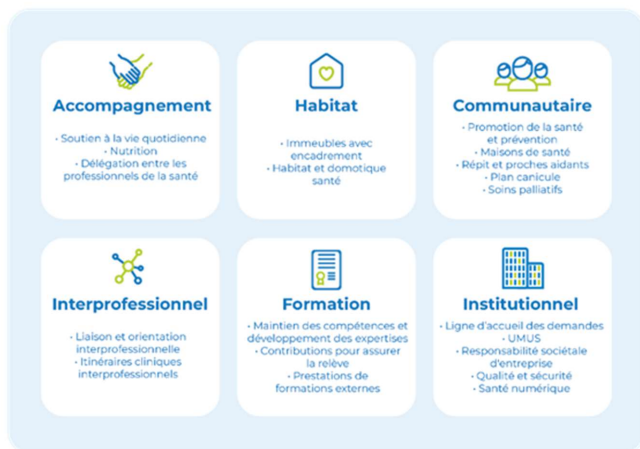 Accompagnement
• Soutien à la vie quotidienne
• Nutrition
• Délégation entre les
professionnels de la santé
Habitat
• Immeubles avec
encadrement
• Habitat et domotique
santé
Communautaire
• Promotion de la santé
et prévention
• Maisons de santé
• Répit et proches aidants
• Plan canicule
• Soins palliatifs
Interprofessionnel
• Liaison et orientation
interprofessionnelle
• Itinéraires cliniques
interprofessionnels
Formation
• Maintien des compétences et
développement des expertises
• Contributions pour assurer
la relève
• Prestations de
formations externes
Institutionnel
• Ligne d'accueil des demandes
• UMUS
• Responsabilité sociétale
d'entreprise
• Qualité et sécurité
• Santé numérique